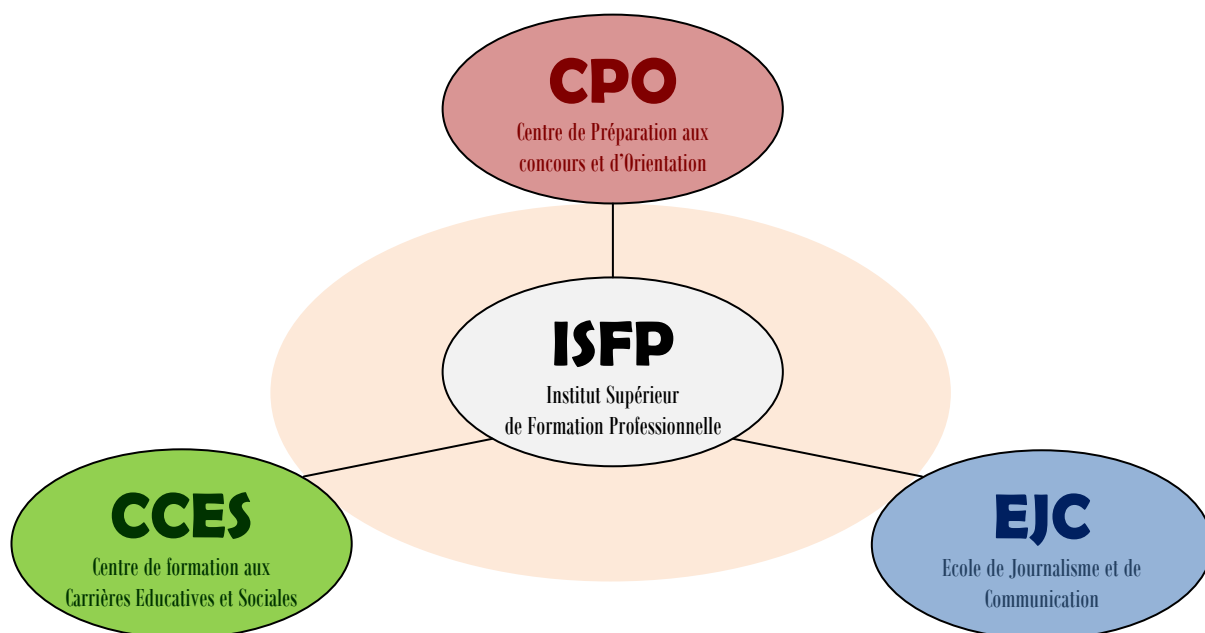 CPO
Centre de Préparation aux
concours et d’Orientation
ISFP
Institut Supérieur
de Formation Professionnelle
CCES
Centre de formation aux
Carrières Educatives et Sociales
EJC
Ecole de Journalisme et de
Communication